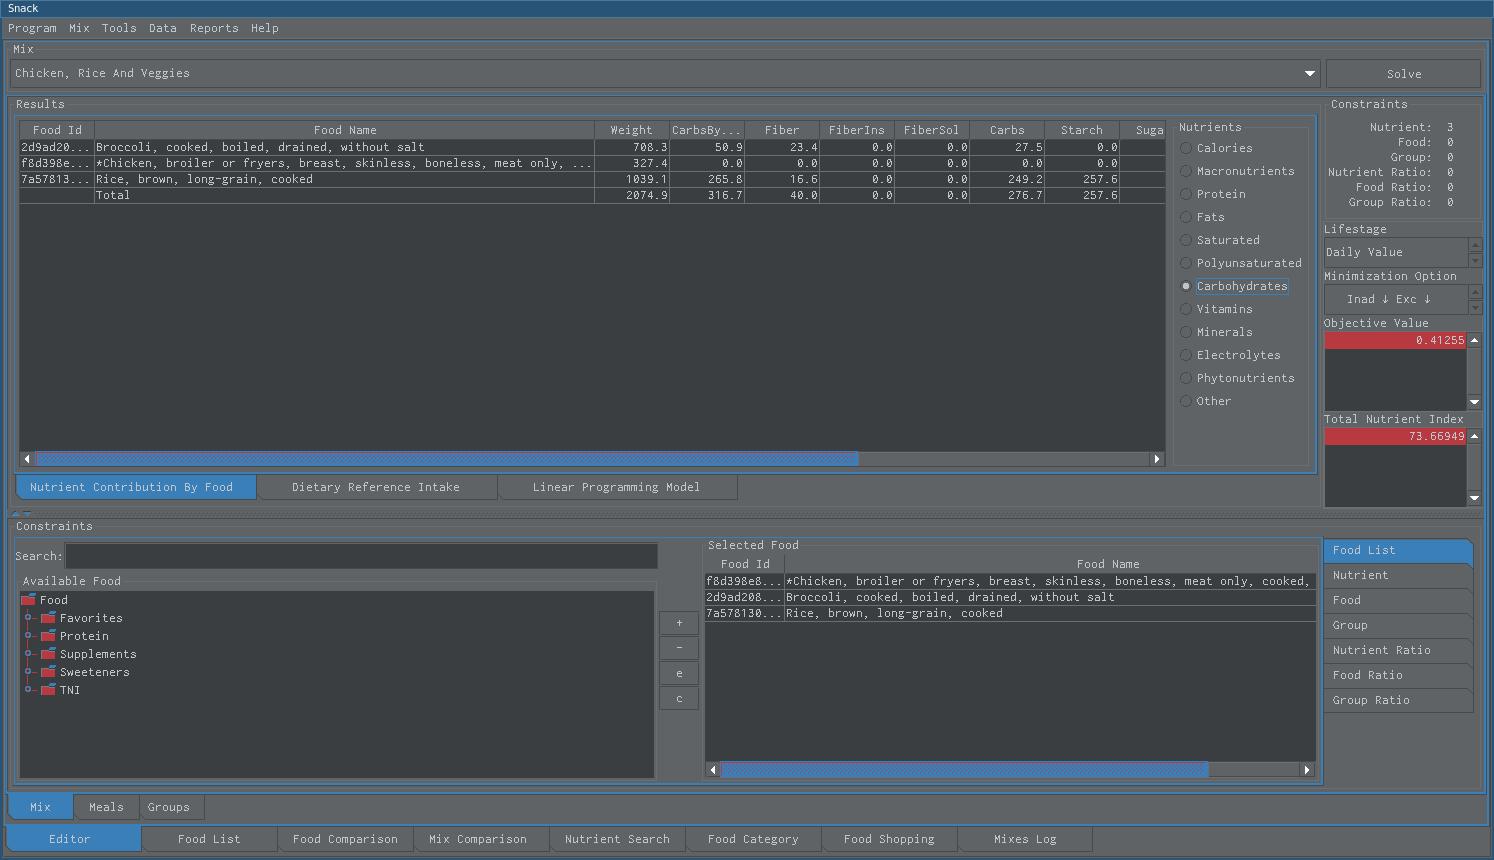 Snack
Program Mix Tools Data Reports Help
Mix
Chicken, Rice And Veggies
Solve
Results
Food Id Food Name Weight CarbsBy... Fiber FiberIns FiberSol Carbs Starch Suga
2d9ad20... Broccoli, cooked, boiled, drained, without salt 708.3 50.9 23.4 0.0 0.0 27.5 0.0
f8d398e... *Chicken, broiler or fryers, breast, skinless, boneless, meat only, ... 327.4 0.0 0.0 0.0 0.0 0.0 0.0
7a57813... Rice, brown, long-grain, cooked 1039.1 265.8 16.6 0.0 0.0 249.2 257.6
Total 2074.9 316.7 40.0 0.0 0.0 276.7 257.6
Nutrients
Calories
Macronutrients
Protein
Fats
Saturated
Polyunsaturated
Carbohydrates
Vitamins
Minerals
Electrolytes
Phytonutrients
Other
Constraints
Nutrient: 3
Food: 0
Group: 0
Nutrient Ratio: 0
Food Ratio: 0
Group Ratio: 0
Lifestage
Daily Value
Minimization Option
Inad ↓ Exc ↓
Objective Value
0.41255
Total Nutrient Index
73.66949
Nutrient Contribution By Food Dietary Reference Intake Linear Programming Model
Constraints
Search:
Available Food
Food
Favorites
Protein
Supplements
Sweeteners
TNI
+
-
e
c
Selected Food
Food Id Food Name
f8d398e8... *Chicken, broiler or fryers, breast, skinless, boneless, meat only, cooked,
2d9ad208... Broccoli, cooked, boiled, drained, without salt
7a578130... Rice, brown, long-grain, cooked
Food List
Nutrient
Food
Group
Nutrient Ratio
Food Ratio
Group Ratio
Mix Meals Groups
Editor Food List Food Comparison Mix Comparison Nutrient Search Food Category Food Shopping Mixes Log